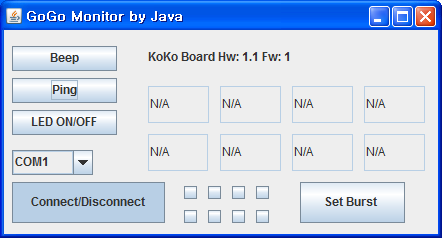 GoGo Monitor by Java
Beep
KoKo Board Hw: 1.1 Fw: 1
Ping
N/A N/A N/A N/A
LED ON/OFF
COM1
N/A N/A N/A N/A
Connect/Disconnect
Set Burst